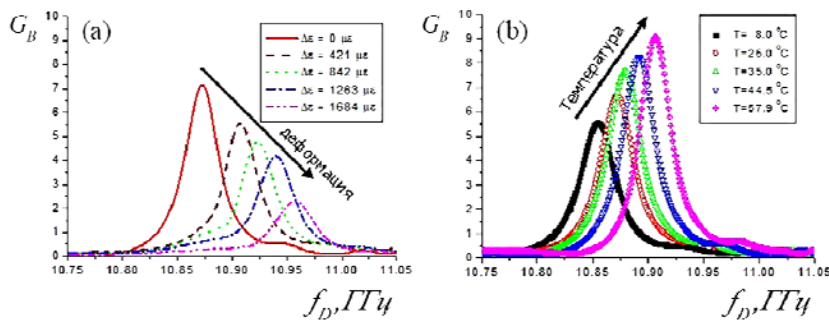 G_B (a)
Δε = 0 με
Δε = 421 με
Δε = 842 με
Δε = 1263 με
Δε = 1684 με
деформация
10
9
8
7
6
5
4
3
2
1
0
10.75 10.80 10.85 10.90 10.95 11.00 11.05
f_D, ГГц
G_B (b)
T= 8.0 °C
T=26.0 °C
T=35.0 °C
T=44.5 °C
T=57.9 °C
Температура
10
9
8
7
6
5
4
3
2
1
0
10.75 10.80 10.85 10.90 10.95 11.00 11.05
f_D, ГГц